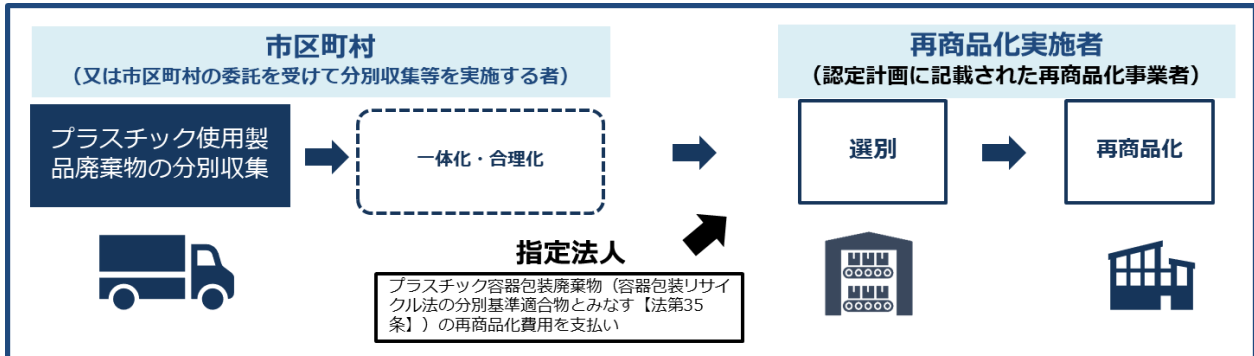 市区町村
（又は市区町村の委託を受けて分別収集等を実施する者）
再商品化実施者
（認定計画に記載された再商品化事業者）
プラスチック使用製
品廃棄物の分別収集
一体化・合理化
選別
再商品化
指定法人
プラスチック容器包装廃棄物（容器包装リサイ
クル法の分別基準適合物とみなす【法第35
条】）の再商品化費用を支払い